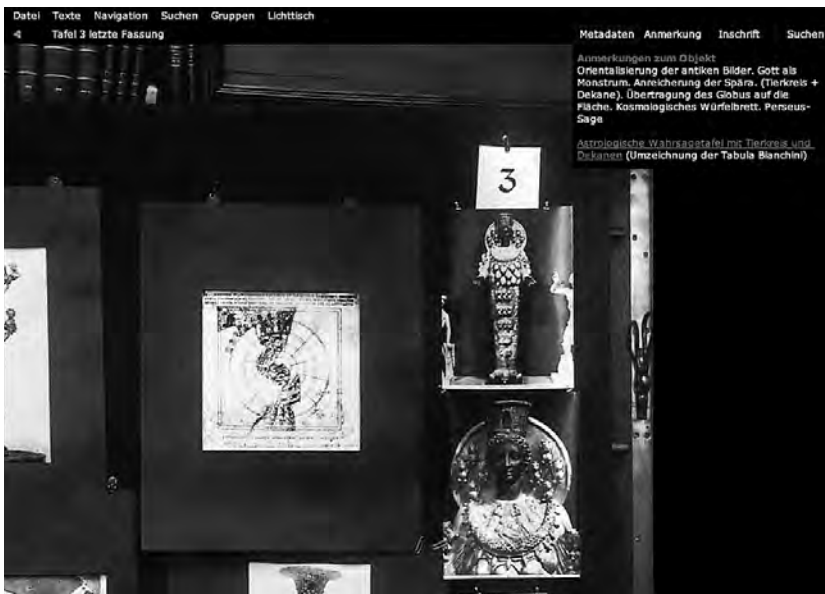 Datei Texte Navigation Suchen Gruppen Lichttisch
Tafel 3 letzte Fassung
Metadaten Anmerkung Inschrift Suchen
Anmerkungen zum Objekt
Orientalisierung der antiken Bilder. Gott als
Monstrum. Anreicherung der Spära. (Tierkreis +
Dekane). Übertragung des Globus auf die
Fläche. Kosmologisches Würfelbrett. Perseus-
Sage
Astrologische Wahrsagetafel mit Tierkreis und
Dekanen (Umzeichnung der Tabula Bianchini)
3